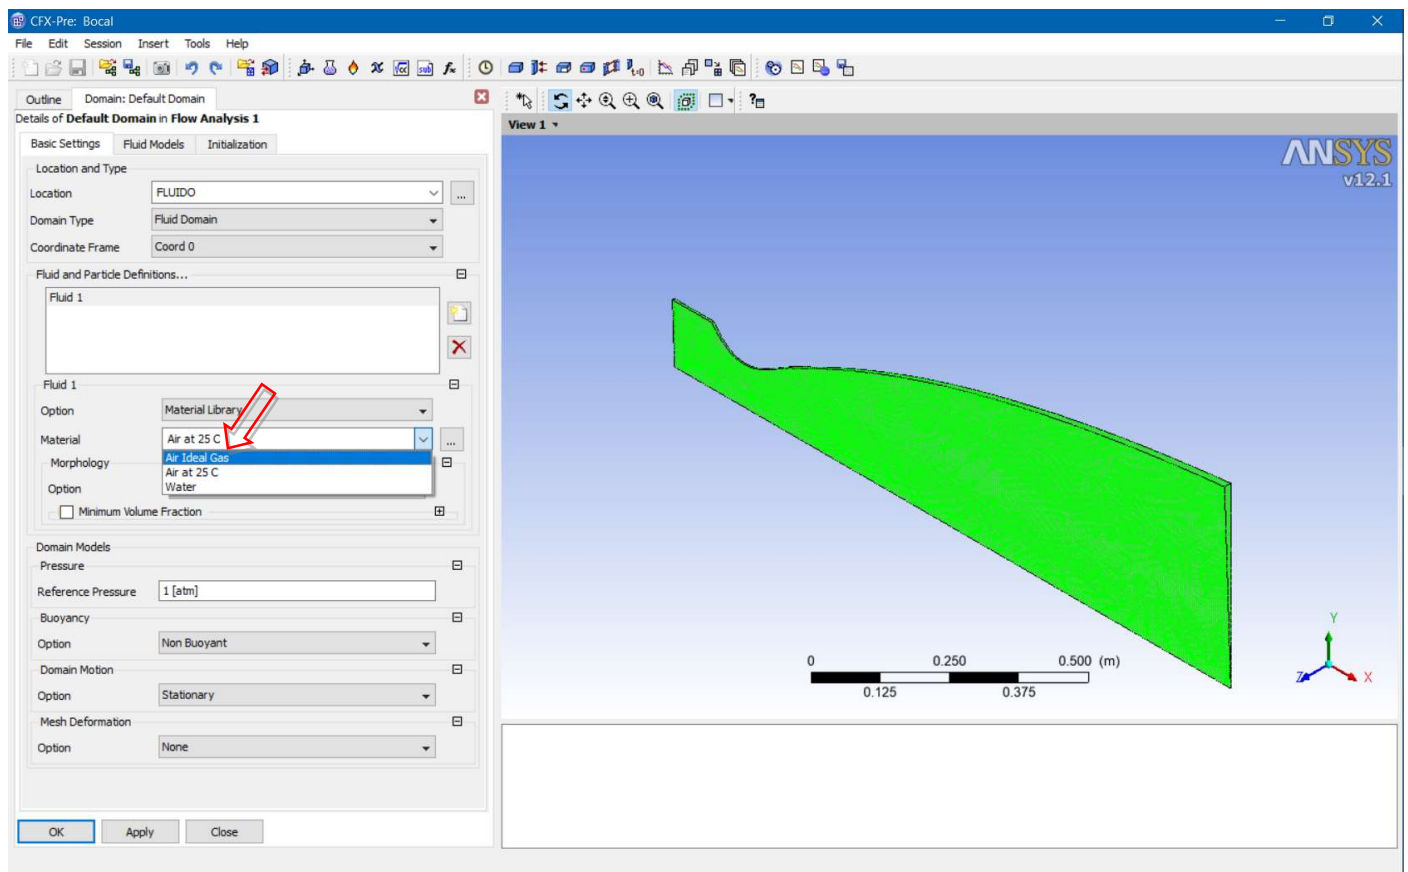 CFX-Pre: Bocal
File Edit Session Insert Tools Help
Outline Domain: Default Domain
Details of Default Domain in Flow Analysis 1
Basic Settings Fluid Models Initialization
Location and Type
Location FLUIDO ...
Domain Type Fluid Domain
Coordinate Frame Coord 0
Fluid and Particle Definitions...
Fluid 1
Fluid 1
Option Material Library
Material Air at 25 C ...
Air Ideal Gas
Air at 25 C
Water
Morphology
Option
Minimum Volume Fraction
Domain Models
Pressure
Reference Pressure 1 [atm]
Buoyancy
Option Non Buoyant
Domain Motion
Option Stationary
Mesh Deformation
Option None
OK Apply Close
View 1
ANSYS
v12.1
0 0.250 0.500 (m)
0.125 0.375
Y
Z X